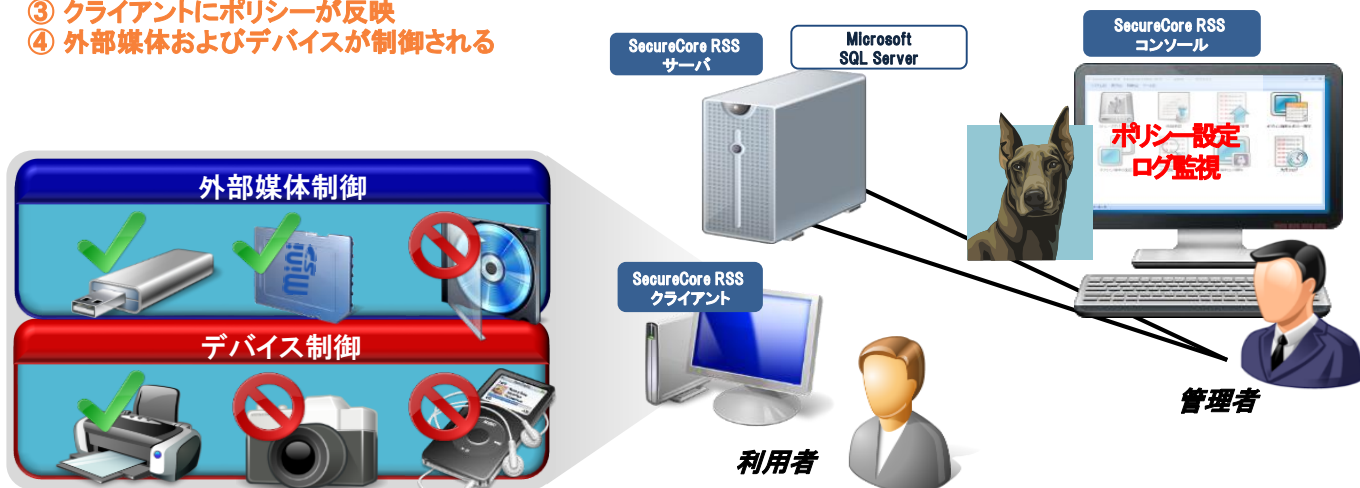 ③ クライアントにポリシーが反映
④ 外部媒体およびデバイスが制御される
SecureCore RSS
サーバ
Microsoft
SQL Server
SecureCore RSS
コンソール
ポリシー設定
ログ監視
外部媒体制御
mini
SD
デバイス制御
SecureCore RSS
クライアント
利用者
管理者